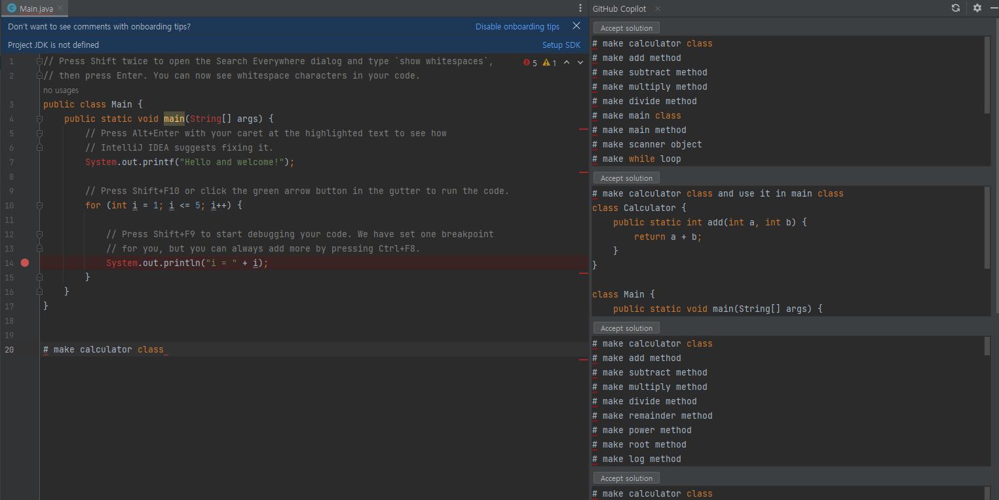 Main.java
Don't want to see comments with onboarding tips?
Disable onboarding tips
Project JDK is not defined
Setup SDK
5 1
1 // Press Shift twice to open the Search Everywhere dialog and type `show whitespaces`,
2 // then press Enter. You can now see whitespace characters in your code.
no usages
3 public class Main {
4 public static void main(String[] args) {
5 // Press Alt+Enter with your caret at the highlighted text to see how
6 // IntelliJ IDEA suggests fixing it.
7 System.out.printf("Hello and welcome!");
8
9 // Press Shift+F10 or click the green arrow button in the gutter to run the code.
10 for (int i = 1; i <= 5; i++) {
11
12 // Press Shift+F9 to start debugging your code. We have set one breakpoint
13 // for you, but you can always add more by pressing Ctrl+F8.
14 System.out.println("i = " + i);
15 }
16 }
17 }
18
19
20 # make calculator class
GitHub Copilot
Accept solution
# make calculator class
# make add method
# make subtract method
# make multiply method
# make divide method
# make main class
# make main method
# make scanner object
# make while loop
Accept solution
# make calculator class and use it in main class
class Calculator {
public static int add(int a, int b) {
return a + b;
}
}
class Main {
public static void main(String[] args) {
Accept solution
# make calculator class
# make add method
# make subtract method
# make multiply method
# make divide method
# make remainder method
# make power method
# make root method
# make log method
Accept solution
# make calculator class